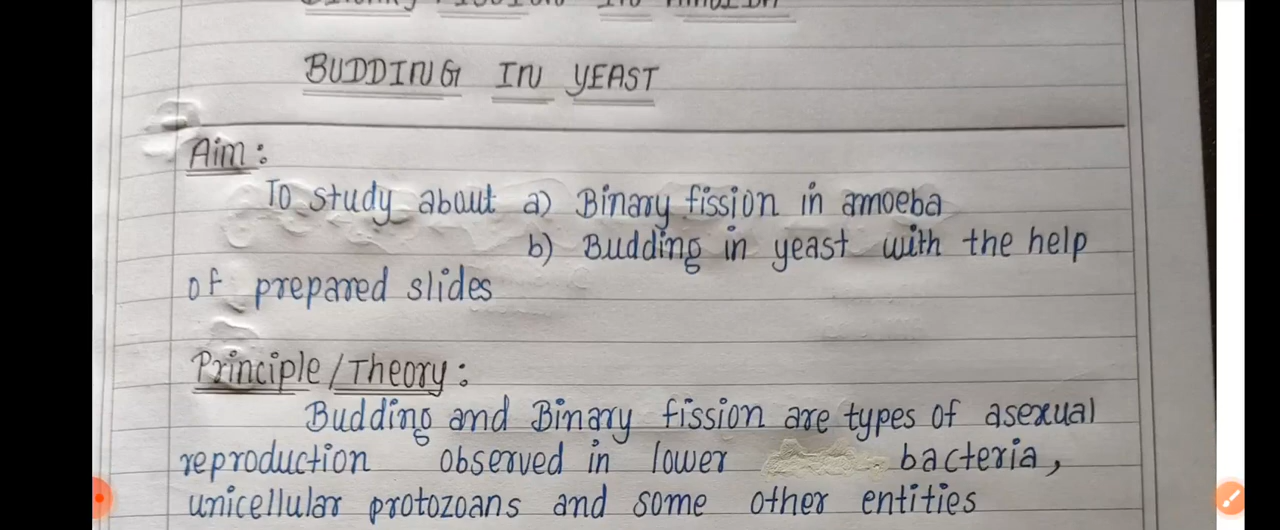 BUDDING IN YEAST
Aim:
To study about a) Binary fission in amoeba
b) Budding in yeast with the help
of prepared slides
Principle/Theory:
Budding and Binary fission are types of asexual
reproduction observed in lower bacteria,
unicellular protozoans and some other entities